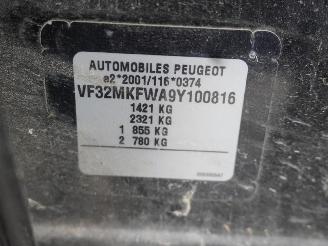 AUTOMOBILES PEUGEOT
e2*2001/116*0374
VF32MKFWA9Y100816
1421 KG
2321 KG
1 855 KG
2 780 KG